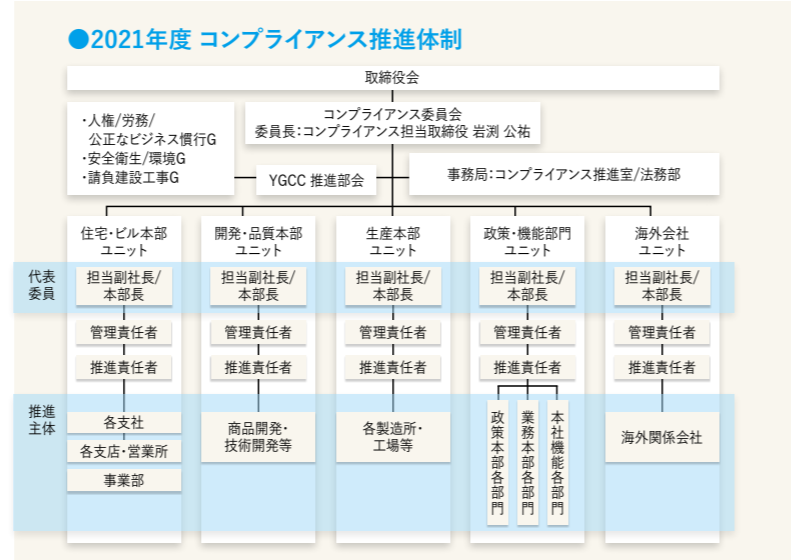 ●2021年度 コンプライアンス推進体制
取締役会
コンプライアンス委員会
委員長:コンプライアンス担当取締役 岩渕 公祐
・人権/労務/
公正なビジネス慣行G
・安全衛生/環境G
・請負建設工事G
YGCC 推進部会
事務局:コンプライアンス推進室/法務部
住宅・ビル本部
ユニット
開発・品質本部
ユニット
生産本部
ユニット
政策・機能部門
ユニット
海外会社
ユニット
代表
委員
担当副社長/
本部長
担当副社長/
本部長
担当副社長/
本部長
担当副社長/
本部長
担当副社長/
本部長
管理責任者
管理責任者
管理責任者
管理責任者
管理責任者
推進責任者
推進責任者
推進責任者
推進責任者
推進責任者
推進
主体
各支社
各支店・営業所
事業部
商品開発・
技術開発等
各製造所・
工場等
政策本部各部門
業務本部各部門
本社機能各部門
海外関係会社